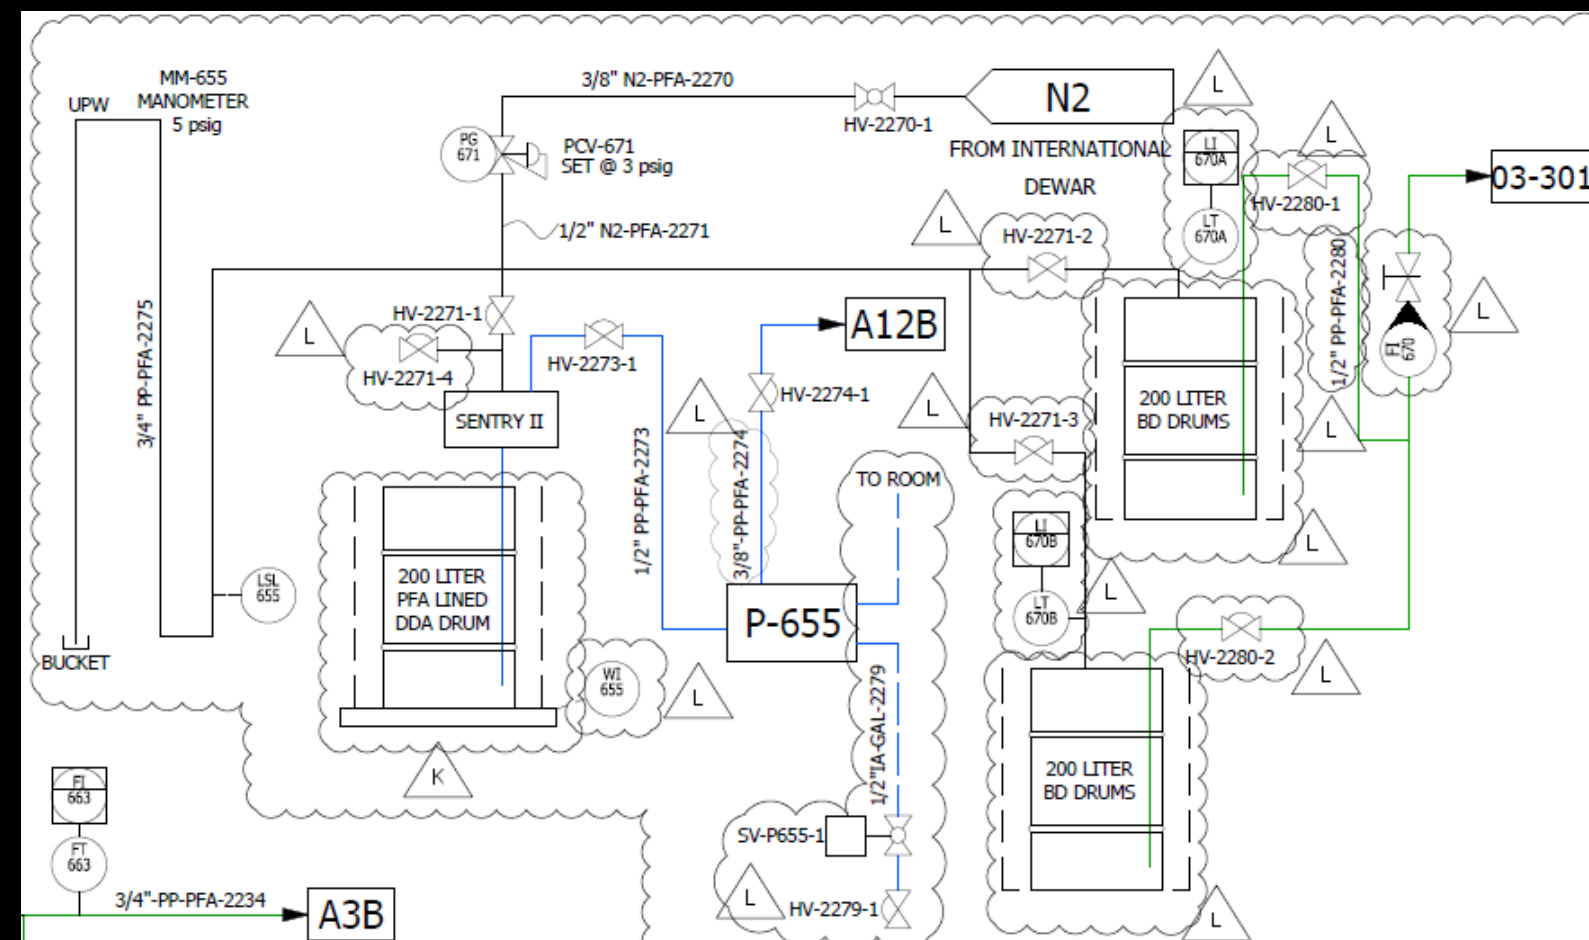 MM-655
MANOMETER
5 psig
UPW
3/8" N2-PFA-2270
N2
HV-2270-1
FROM INTERNATIONAL
DEWAR
L
L
LI
670A
LT
670A
HV-2280-1
03-301
PG
671
PCV-671
SET @ 3 psig
1/2" N2-PFA-2271
L
HV-2271-2
1/2" PP-PFA-2280
L
FI
670
3/4" PP-PFA-2275
L
HV-2271-1
HV-2271-4
HV-2273-1
A12B
HV-2274-1
SENTRY II
L
L
HV-2271-3
200 LITER
BD DRUMS
L
1/2" PP-PFA-2273
3/8"-PP-PFA-2274
TO ROOM
LI
670B
LT
670B
L
L
LSL
655
200 LITER
PFA LINED
DDA DRUM
P-655
BUCKET
WI
655
L
HV-2280-2
L
K
1/2"IA-GAL-2279
200 LITER
BD DRUMS
FI
663
FT
663
SV-P655-1
L
HV-2279-1
L
3/4"-PP-PFA-2234
A3B